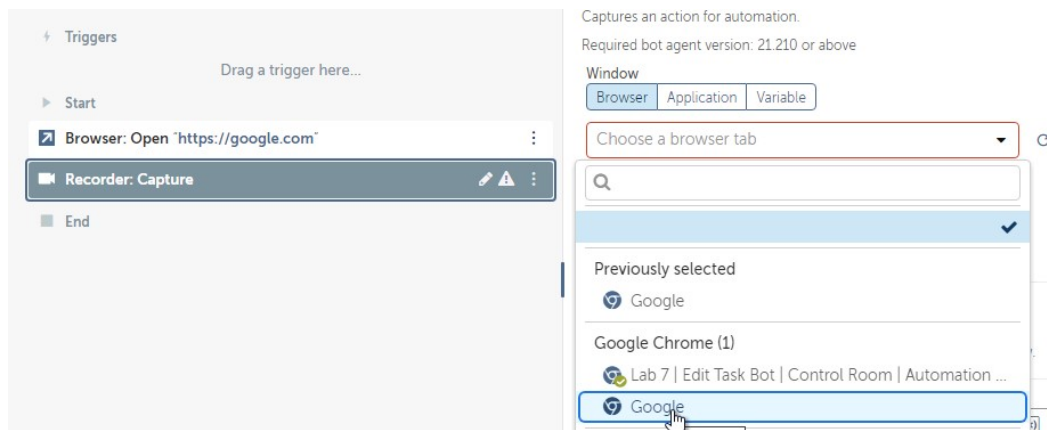 Triggers
Drag a trigger here...
Start
Browser: Open "https://google.com"
Recorder: Capture
End
Captures an action for automation.
Required bot agent version: 21.210 or above
Window
Browser Application Variable
Choose a browser tab
Previously selected
Google
Google Chrome (1)
Lab 7 | Edit Task Bot | Control Room | Automation ...
Google